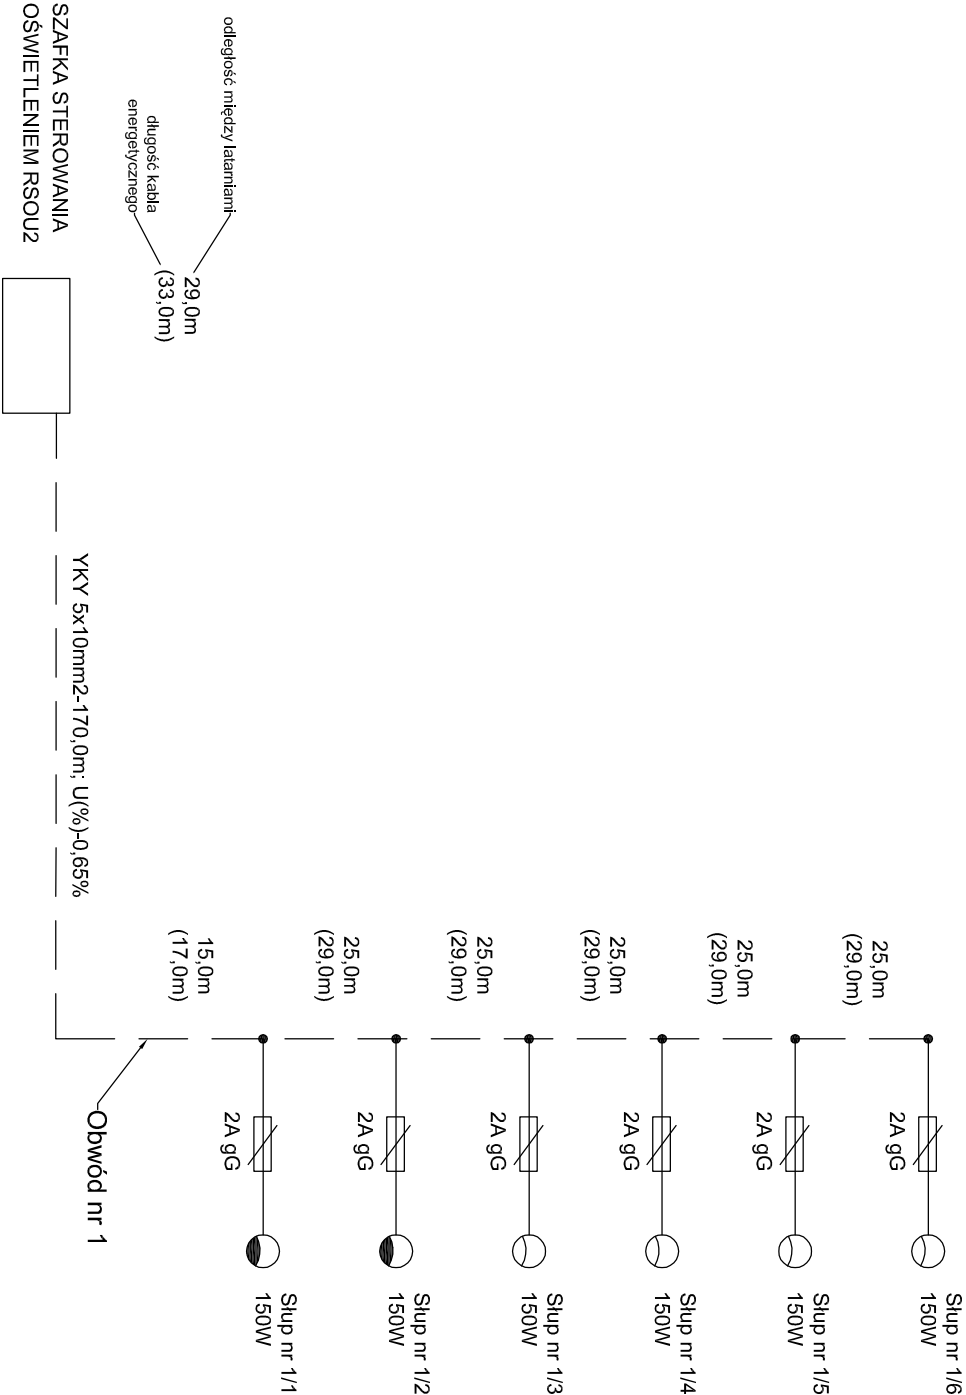 SZAFKA STEROWANIA
OŚWIETLENIEM RSOU2
odległość między latarniami
długość kabla
energetycznego
29,0m
(33,0m)
YKY 5x10mm2-170,0m; U(%)-0,65%
Obwód nr 1
15,0m
(17,0m)
25,0m
(29,0m)
25,0m
(29,0m)
25,0m
(29,0m)
25,0m
(29,0m)
25,0m
(29,0m)
2A gG
2A gG
2A gG
2A gG
2A gG
2A gG
Słup nr 1/1
150W
Słup nr 1/2
150W
Słup nr 1/3
150W
Słup nr 1/4
150W
Słup nr 1/5
150W
Słup nr 1/6
150W